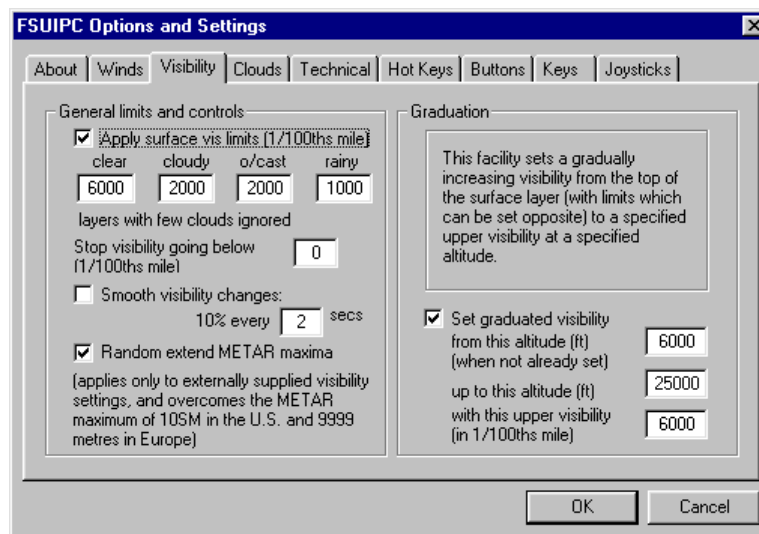 FSUIPC Options and Settings
About Winds Visibility Clouds Technical Hot Keys Buttons Keys Joysticks
General limits and controls
Apply surface vis limits (1/100ths mile)
clear cloudy o/cast rainy
6000 2000 2000 1000
layers with few clouds ignored
Stop visibility going below
(1/100ths mile)
0
Smooth visibility changes:
10% every 2 secs
Random extend METAR maxima
(applies only to externally supplied visibility
settings, and overcomes the METAR
maximum of 10SM in the U.S. and 9999
metres in Europe)
Graduation
This facility sets a gradually
increasing visibility from the top of
the surface layer (with limits which
can be set opposite) to a specified
upper visibility at a specified
altitude.
Set graduated visibility
from this altitude (ft) 6000
(when not already set)
up to this altitude (ft) 25000
with this upper visibility
(in 1/100ths mile) 6000
OK Cancel